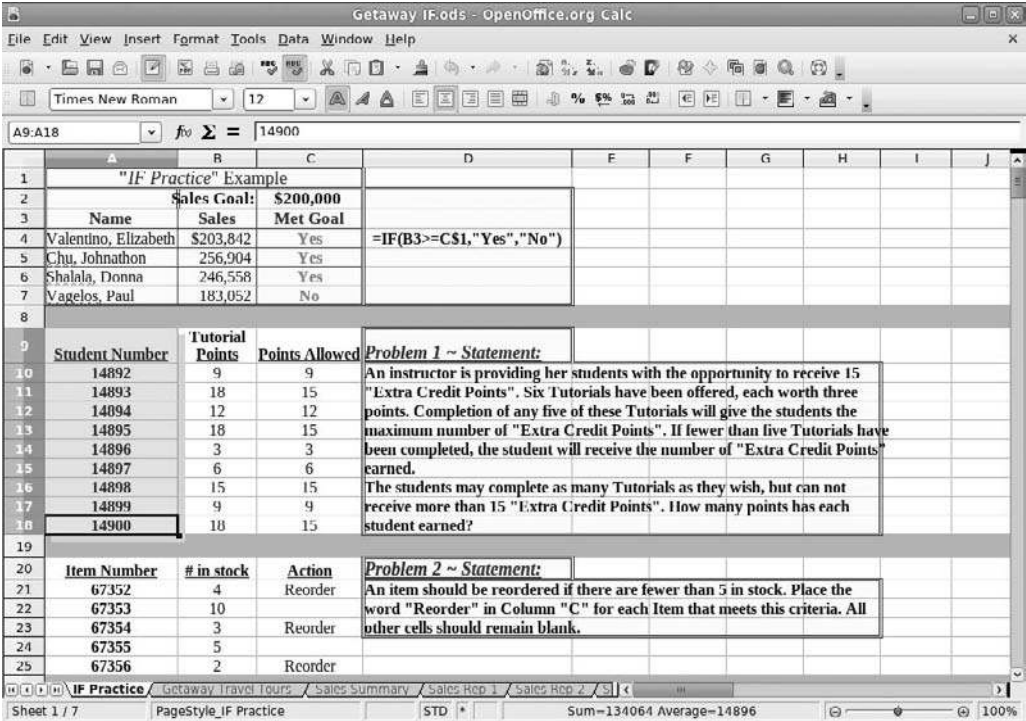 Getaway IF.ods - OpenOffice.org Calc
File Edit View Insert Format Tools Data Window Help
Times New Roman 12
A9:A18 14900
A B C D E F G H I J
1 "IF Practice" Example
2 Sales Goal: $200,000
3 Name Sales Met Goal
4 Valentino, Elizabeth $203,842 Yes =IF(B3>=C$1,"Yes","No")
5 Chu, Johnathon 256,904 Yes
6 Shalala, Donna 246,558 Yes
7 Vagelos, Paul 183,052 No
8
9 Student Number Tutorial Points Points Allowed Problem 1 ~ Statement:
10 14892 9 9 An instructor is providing her students with the opportunity to receive 15
11 14893 18 15 "Extra Credit Points". Six Tutorials have been offered, each worth three
12 14894 12 12 points. Completion of any five of these Tutorials will give the students the
13 14895 18 15 maximum number of "Extra Credit Points". If fewer than five Tutorials have
14 14896 3 3 been completed, the student will receive the number of "Extra Credit Points"
15 14897 6 6 earned.
16 14898 15 15 The students may complete as many Tutorials as they wish, but can not
17 14899 9 9 receive more than 15 "Extra Credit Points". How many points has each
18 14900 18 15 student earned?
19
20 Item Number # in stock Action Problem 2 ~ Statement:
21 67352 4 Reorder An item should be reordered if there are fewer than 5 in stock. Place the
22 67353 10 word "Reorder" in Column "C" for each Item that meets this criteria. All
23 67354 3 Reorder other cells should remain blank.
24 67355 5
25 67356 2 Reorder
IF Practice Getaway Travel Tours Sales Summary Sales Rep 1 Sales Rep 2 S
Sheet 1 / 7 PageStyle_IF Practice STD * Sum=134064 Average=14896 100%